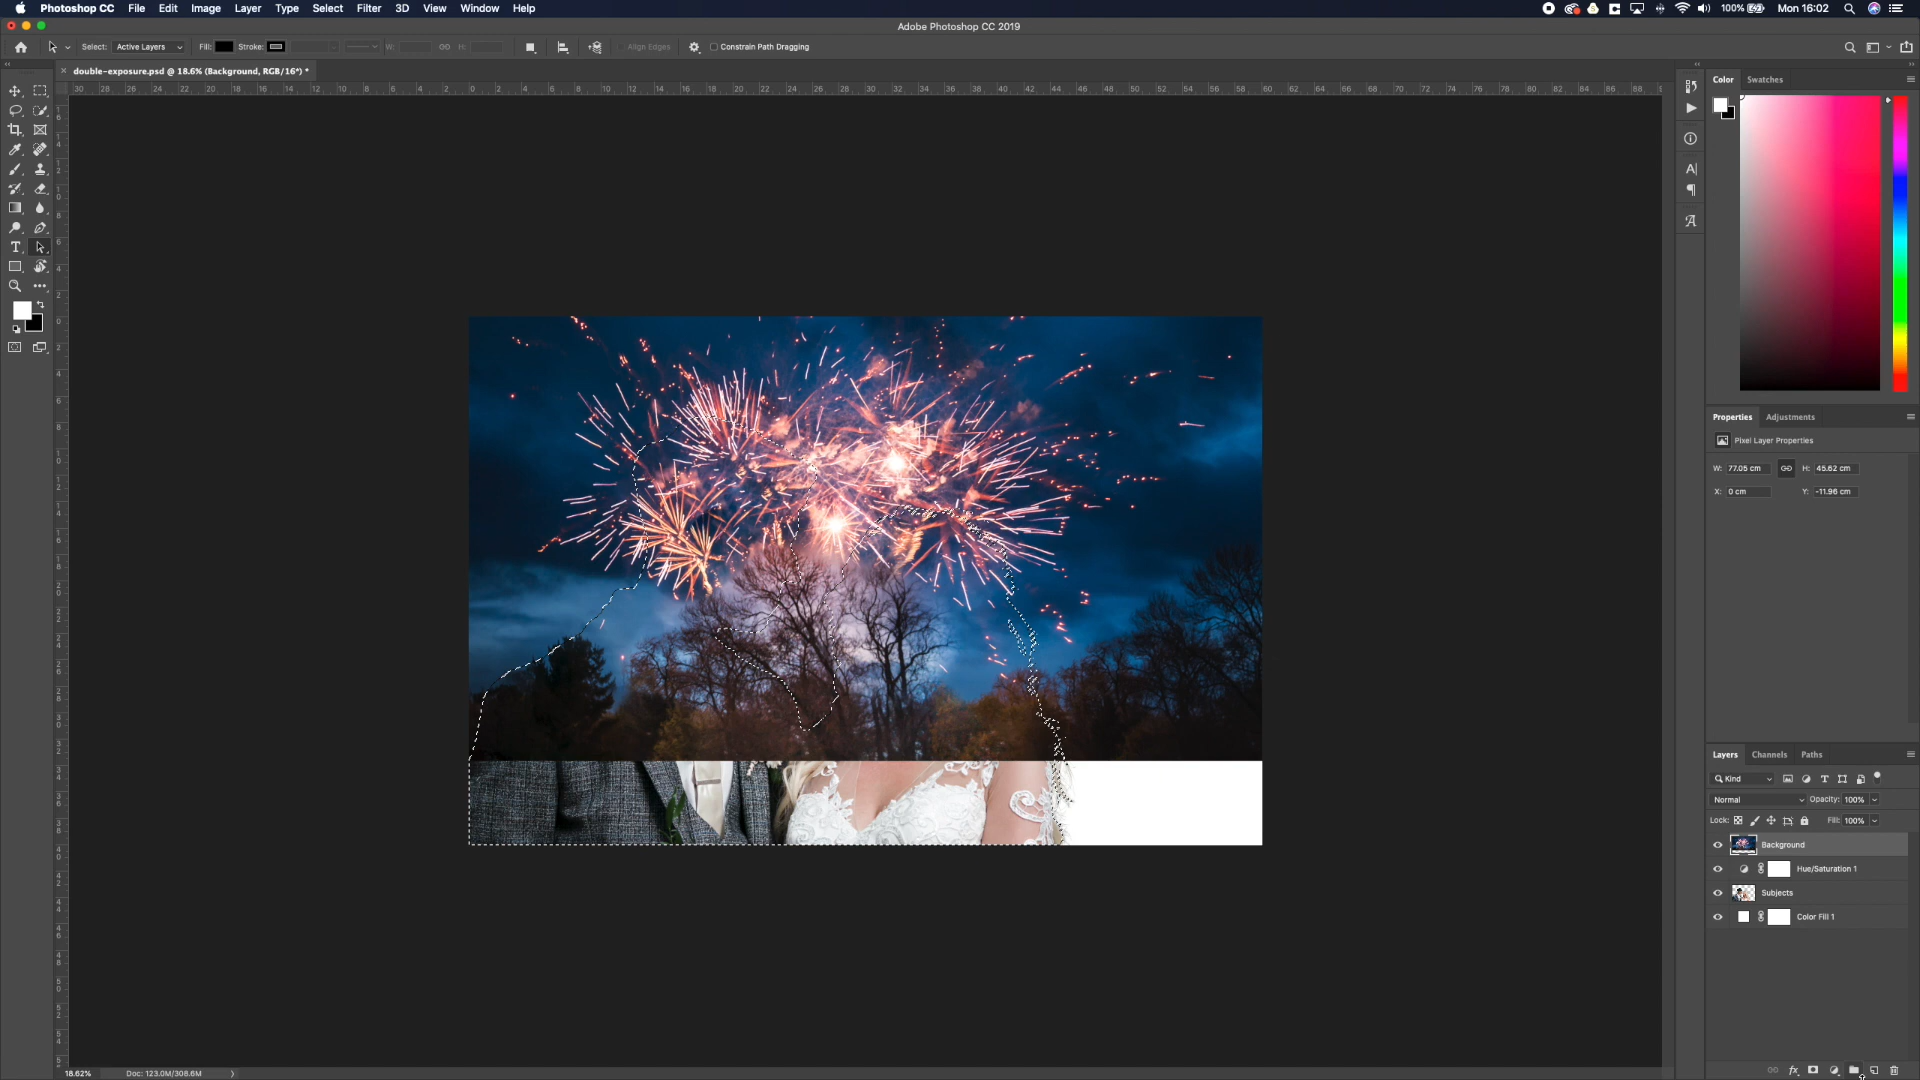 Photoshop CC File Edit Image Layer Type Select Filter 3D View Window Help 100% Mon 16:02
Adobe Photoshop CC 2019
Select: Active Layers Fill: Stroke: W: H: Align Edges Constrain Path Dragging
× double-exposure.psd @ 18.6% (Background, RGB/16*) *
Color Swatches
Properties Adjustments
Pixel Layer Properties
W: 77.05 cm H: 45.62 cm
X: 0 cm Y: -11.96 cm
Layers Channels Paths
Kind
Normal Opacity: 100%
Lock: Fill: 100%
Background
Hue/Saturation 1
Subjects
Color Fill 1
18.62% Doc: 123.0M/308.6M